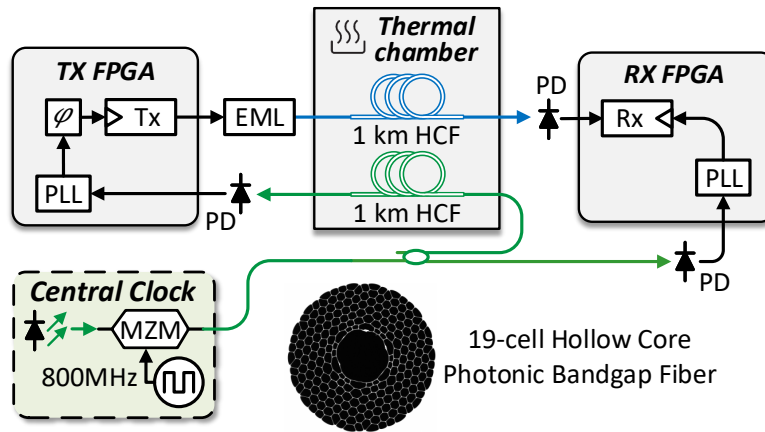 Thermal
chamber
TX FPGA
RX FPGA
φ
Tx
EML
1 km HCF
PD
Rx
PLL
PD
1 km HCF
PLL
PD
Central Clock
MZM
800MHz
19-cell Hollow Core
Photonic Bandgap Fiber